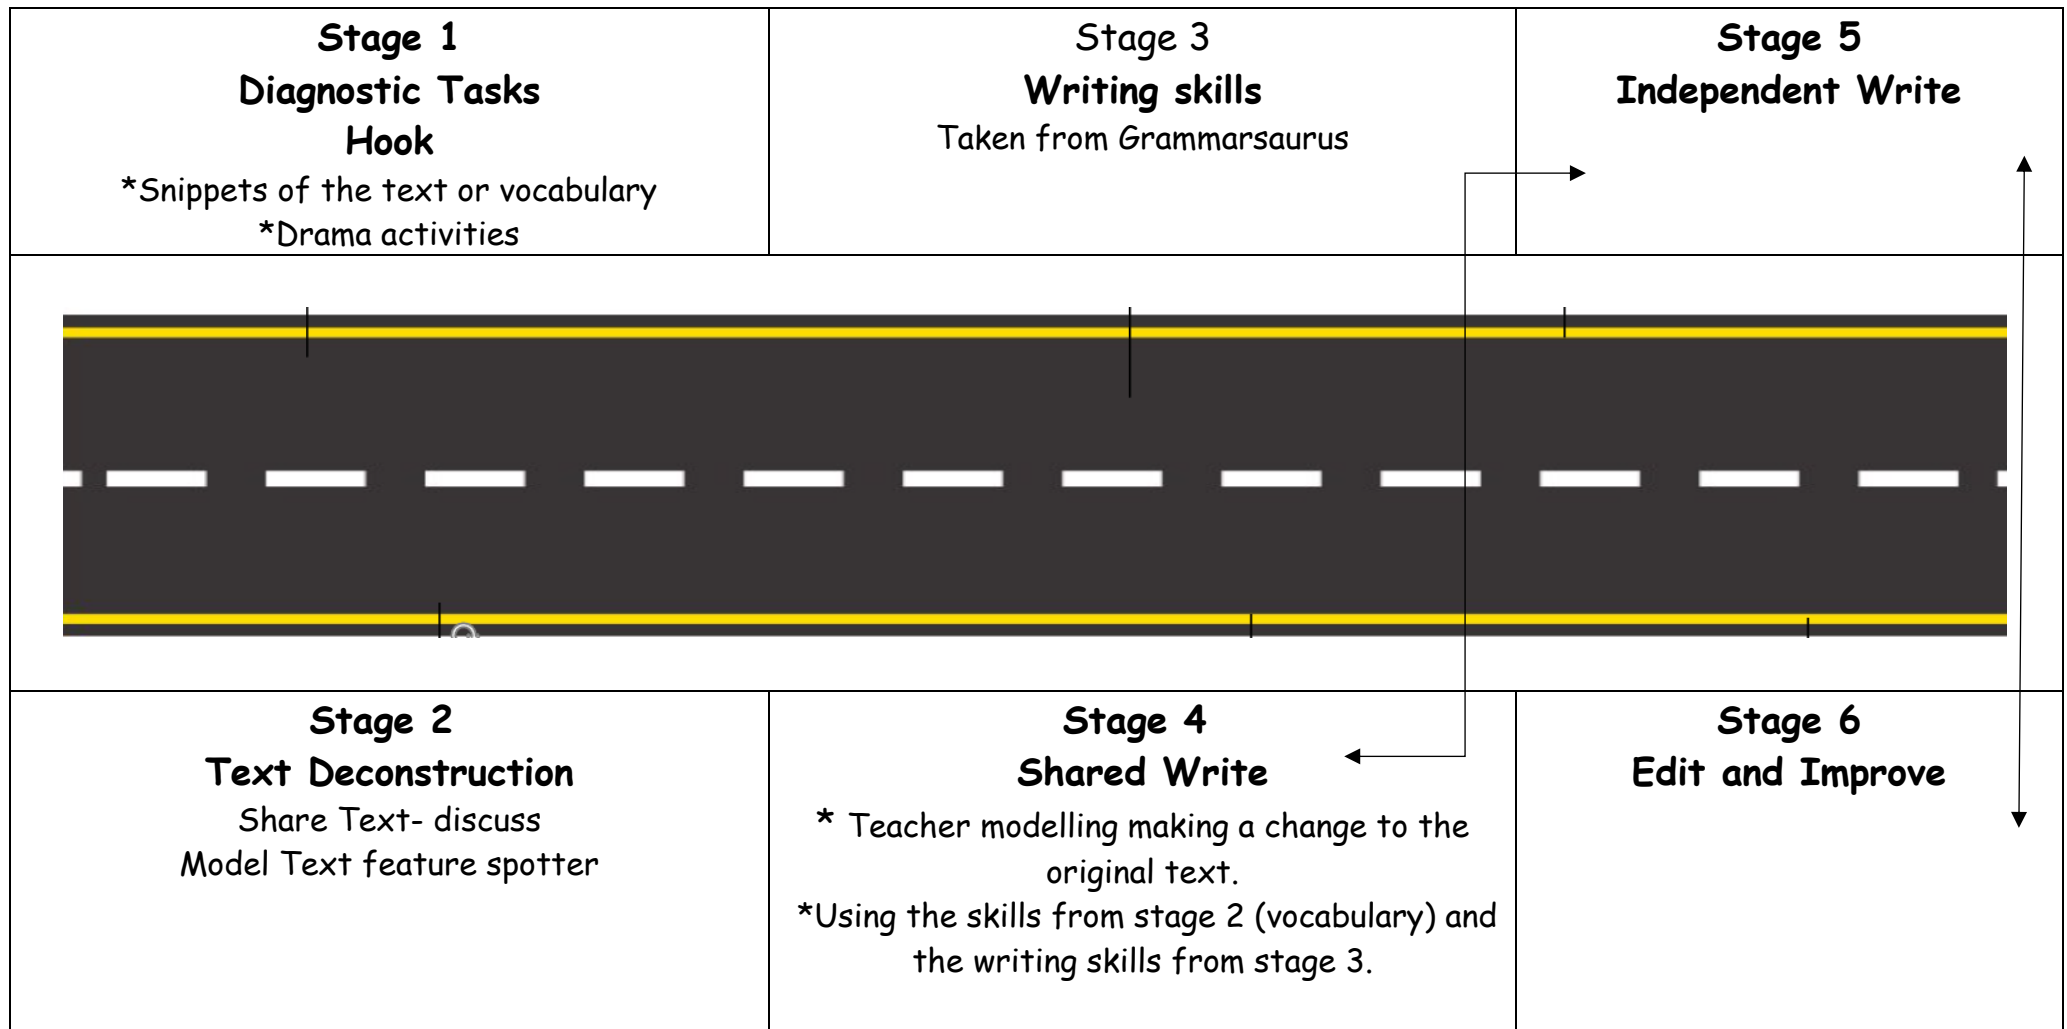 Stage 1
Diagnostic Tasks
Hook
*Snippets of the text or vocabulary
*Drama activities
Stage 3
Writing skills
Taken from Grammarsaurus
Stage 5
Independent Write
Stage 2
Text Deconstruction
Share Text- discuss
Model Text feature spotter
Stage 4
Shared Write
* Teacher modelling making a change to the
original text.
*Using the skills from stage 2 (vocabulary) and
the writing skills from stage 3.
Stage 6
Edit and Improve